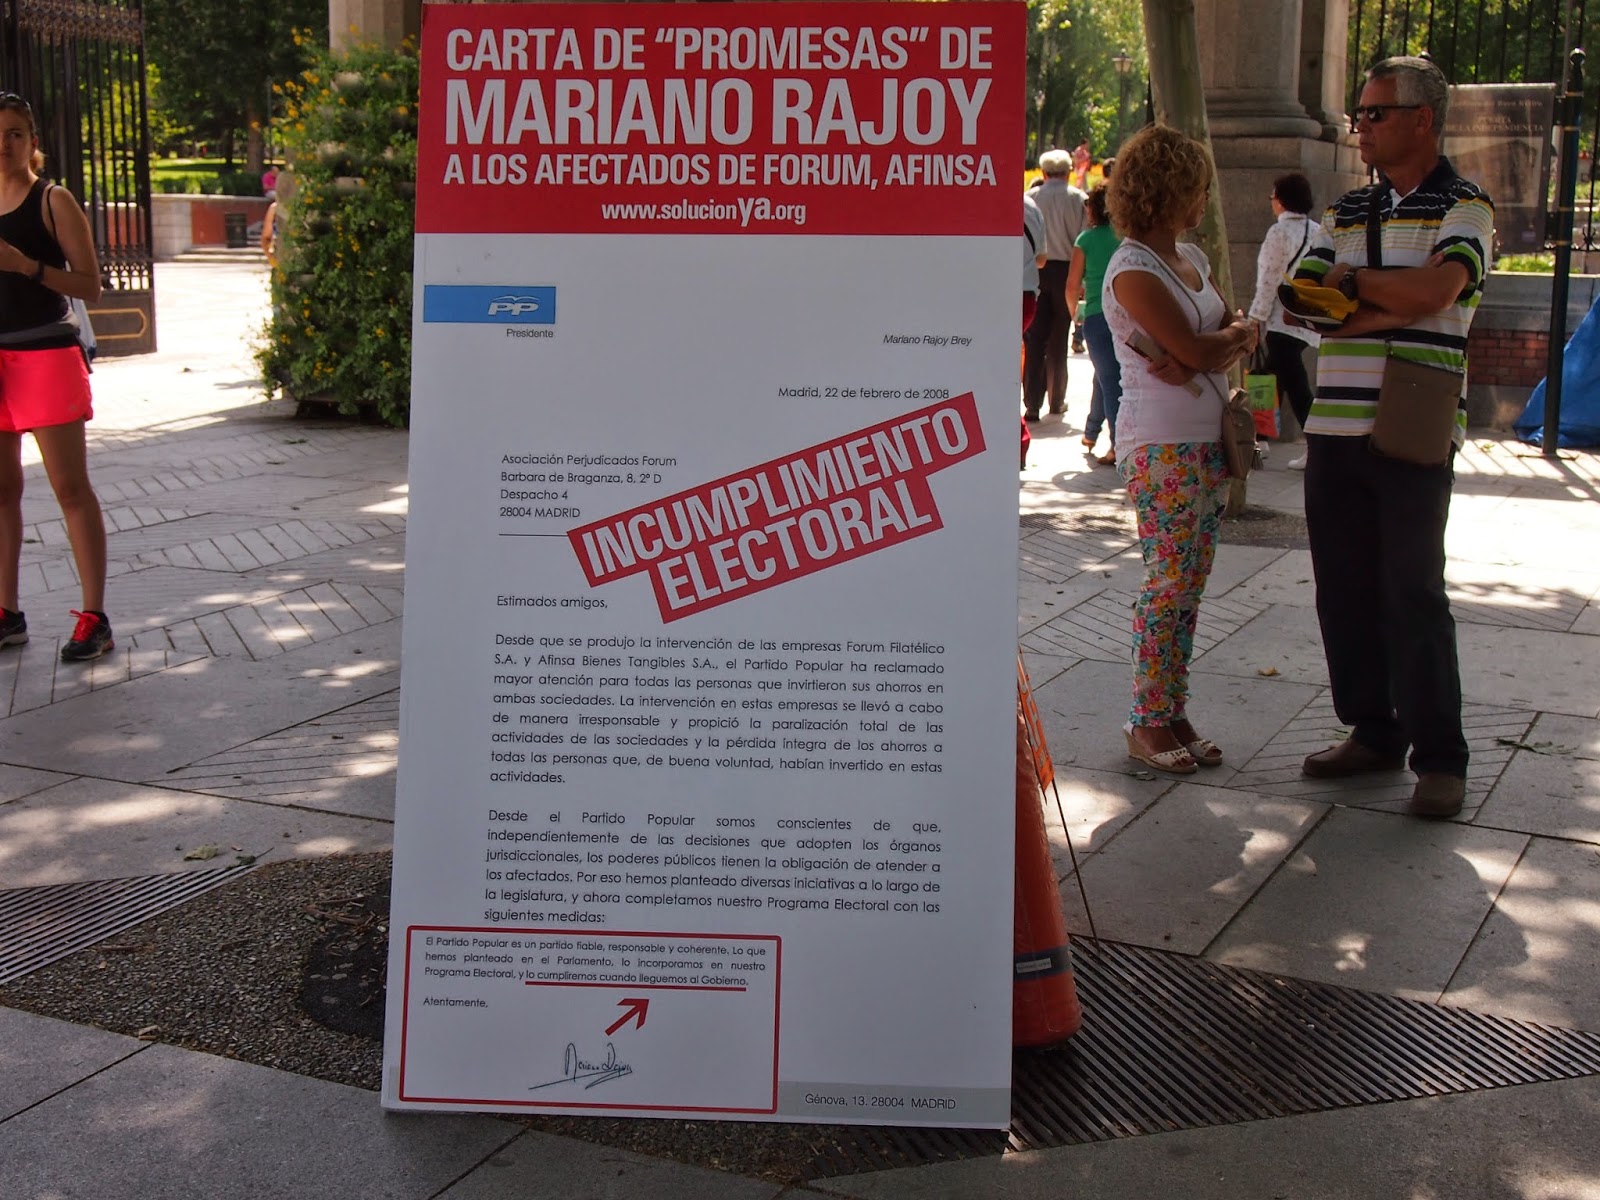 CARTA DE "PROMESAS" DE
MARIANO RAJOY
A LOS AFECTADOS DE FORUM, AFINSA
www.solucionya.org
PP
Presidente
Mariano Rajoy Brey
Madrid, 22 de febrero de 2008
Asociación Perjudicados Forum
Barbara de Braganza, 8, 2º D
Despacho 4
28004 MADRID
INCUMPLIMIENTO
ELECTORAL
Estimados amigos,
Desde que se produjo la intervención de las empresas Forum Filatélico
S.A. y Afinsa Bienes Tangibles S.A., el Partido Popular ha reclamado
mayor atención para todas las personas que invirtieron sus ahorros en
ambas sociedades. La intervención en estas empresas se llevó a cabo
de manera irresponsable y propició la paralización total de las
actividades de las sociedades y la pérdida íntegra de los ahorros a
todas las personas que, de buena voluntad, habían invertido en estas
actividades.
Desde el Partido Popular somos conscientes de que,
independientemente de las decisiones que adopten los órganos
jurisdiccionales, los poderes públicos tienen la obligación de atender a
los afectados. Por eso hemos planteado diversas iniciativas a lo largo de
la legislatura, y ahora completamos nuestro Programa Electoral con las
siguientes medidas:
El Partido Popular es un partido fiable, responsable y coherente. Lo que
hemos planteado en el Parlamento, lo incorporamos en nuestro
Programa Electoral, y lo cumpliremos cuando lleguemos al Gobierno.
Atentamente,
Mariano Rajoy
Génova, 13. 28004 MADRID
DE LA INDEPENDENCIA